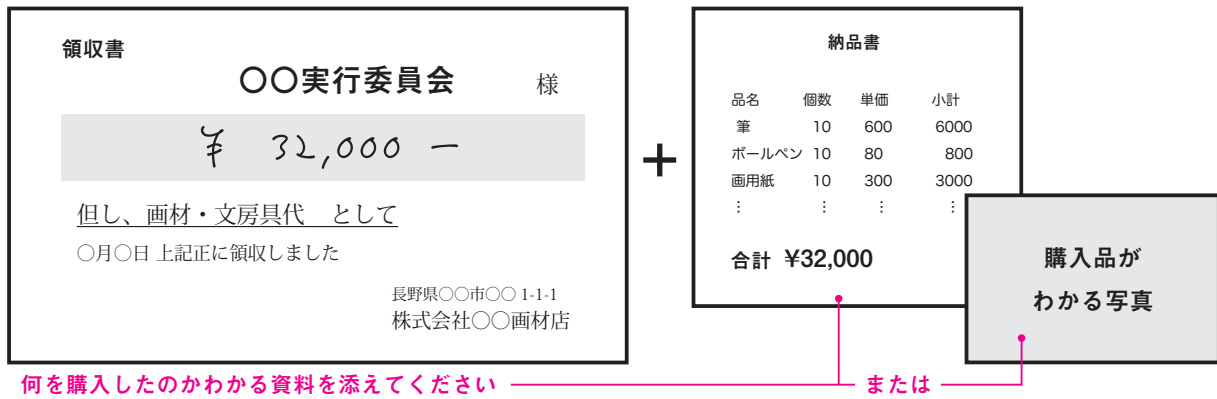 領収書
〇〇実行委員会 様
¥ 32,000 −
但し、画材・文房具代 として
〇月〇日 上記正に領収しました
長野県〇〇市〇〇 1-1-1
株式会社〇〇画材店
+
納品書
品名 個数 単価 小計
筆 10 600 6000
ボールペン 10 80 800
画用紙 10 300 3000
⋮ ⋮ ⋮ ⋮
合計 ¥32,000
購入品が
わかる写真
何を購入したのかわかる資料を添えてください または